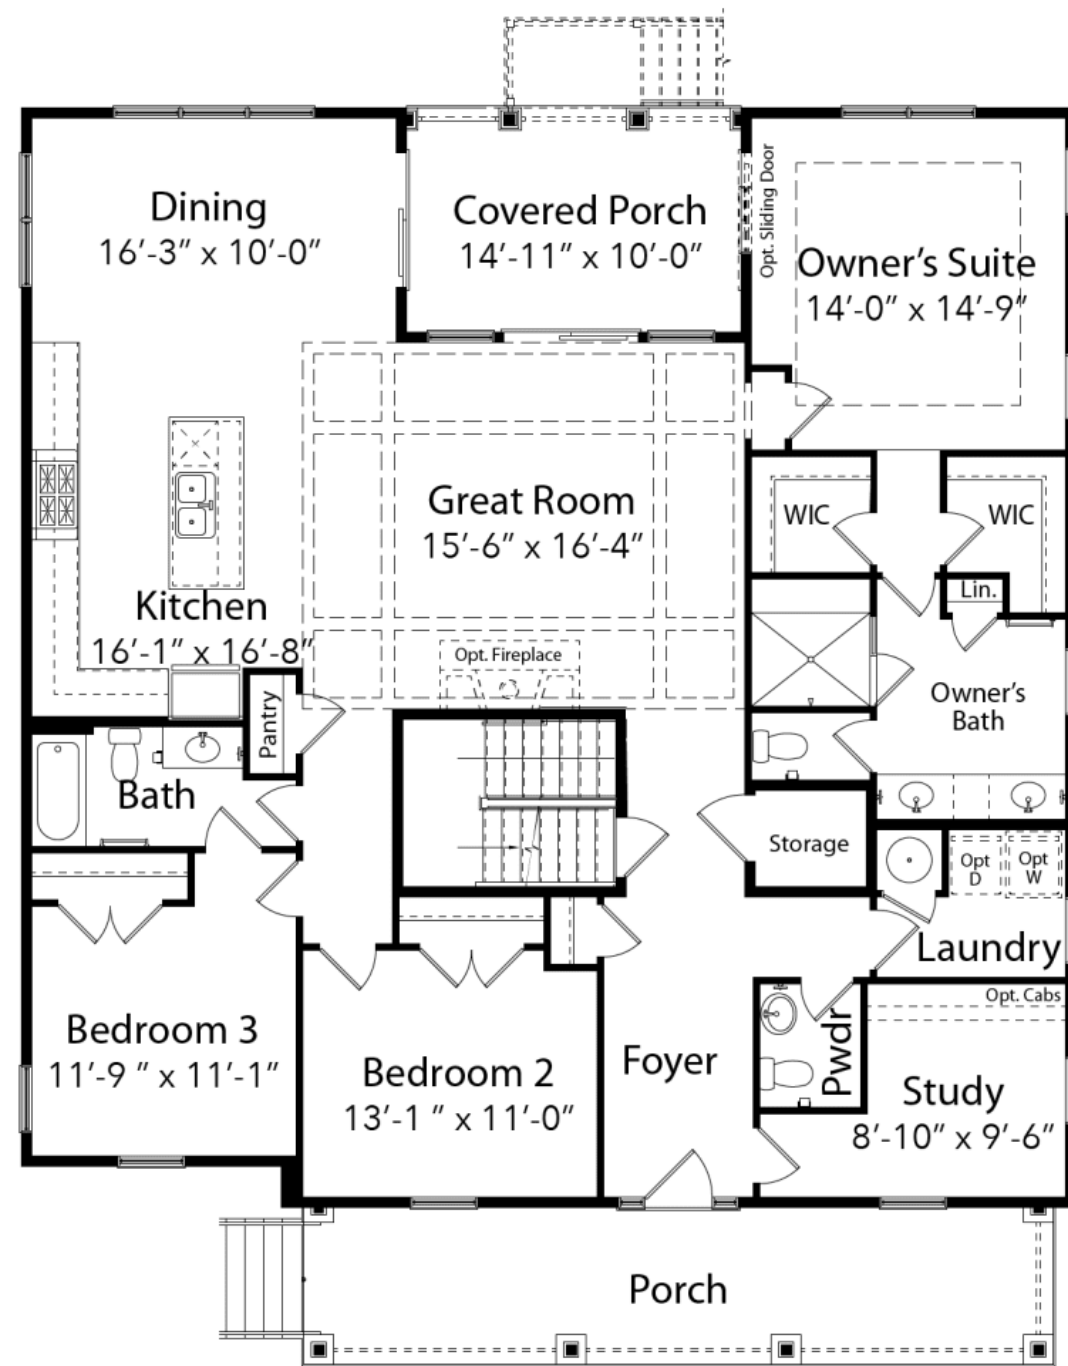 Dining
16’-3” x 10’-0”
Covered Porch
14’-11” x 10’-0”
Opt. Sliding Door
Owner’s Suite
14’-0” x 14’-9”
Great Room
15’-6” x 16’-4”
WIC
WIC
Lin.
Kitchen
16’-1” x 16’-8”
Opt. Fireplace
Pantry
Owner’s
Bath
Bath
Storage
Opt
D
Opt
W
Laundry
Opt. Cabs
Bedroom 3
11’-9 ” x 11’-1”
Bedroom 2
13’-1 ” x 11’-0”
Foyer
Pwdr
Study
8’-10” x 9’-6”
Porch